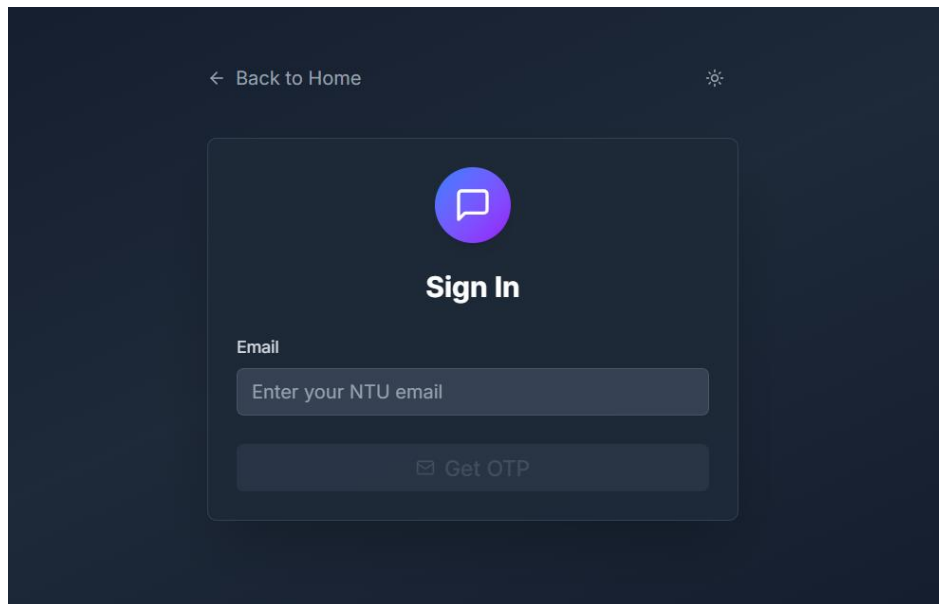 Back to Home
Sign In
Email
Enter your NTU email
Get OTP